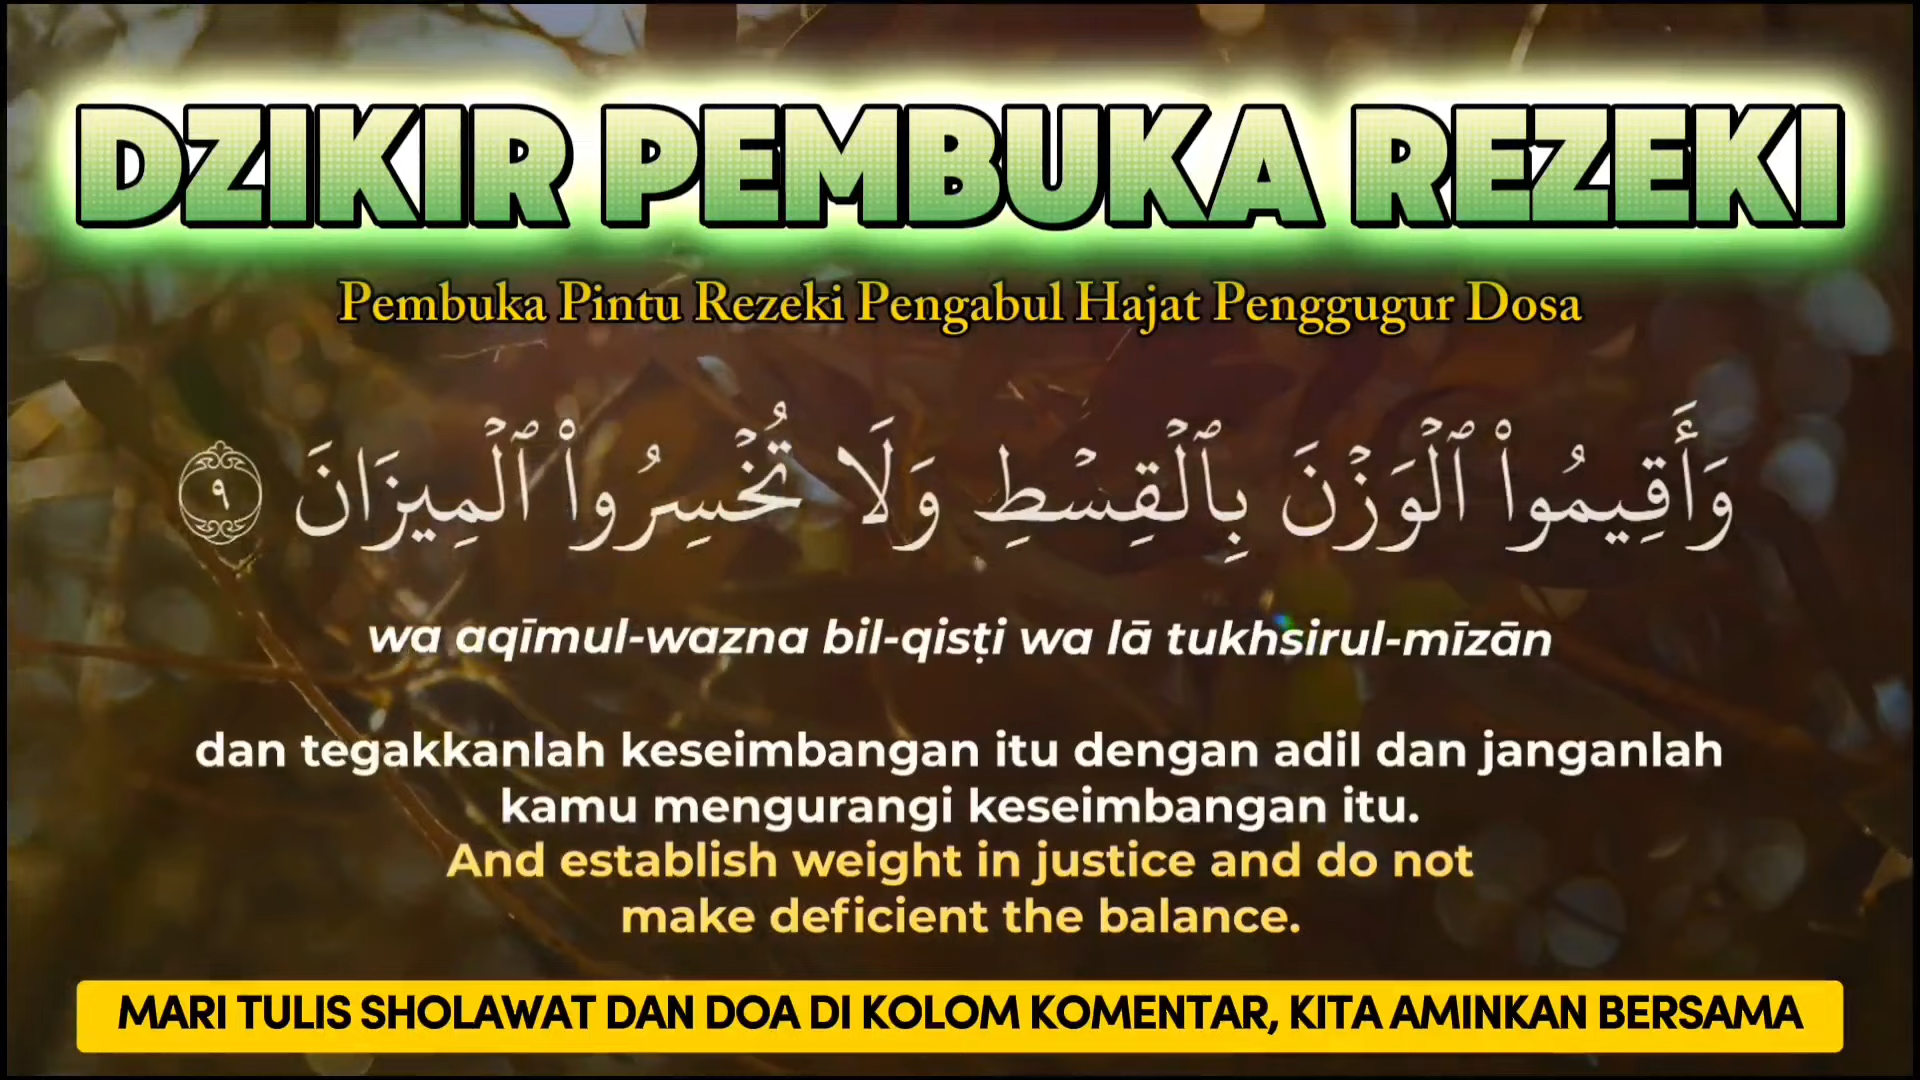 DZIKIR PEMBUKA REZEKI
Pembuka Pintu Rezeki Pengabul Hajat Penggugur Dosa
وَأَقِيمُوا۟ ٱلْوَزْنَ بِٱلْقِسْطِ وَلَا تُخْسِرُوا۟ ٱلْمِيزَانَ ٩
wa aqīmul-wazna bil-qisṭi wa lā tukhsirul-mīzān
dan tegakkanlah keseimbangan itu dengan adil dan janganlah
kamu mengurangi keseimbangan itu.
And establish weight in justice and do not
make deficient the balance.
MARI TULIS SHOLAWAT DAN DOA DI KOLOM KOMENTAR, KITA AMINKAN BERSAMA